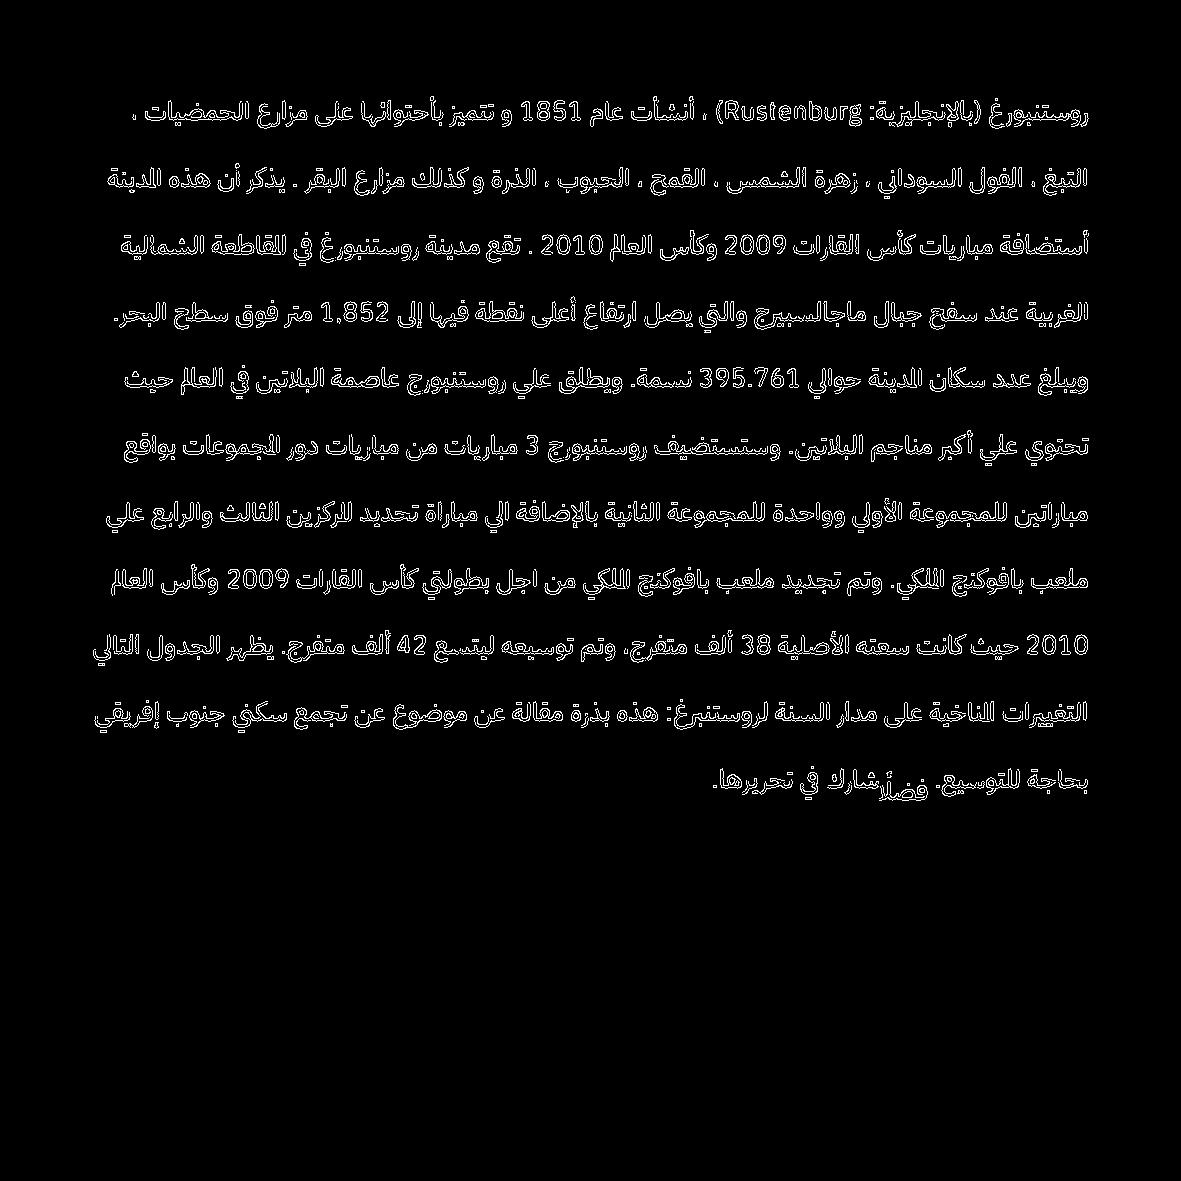 روستنبورغ (بالإنجليزية: Rustenburg) ، أنشأت عام 1851 و تتميز بأحتوائها على مزارع الحمضيات ،
التبغ ، الفول السوداني ، زهرة الشمس ، القمح ، الحبوب ، الذرة و كذلك مزارع البقر . يذكر أن هذه المدينة
أستضافة مباريات كأس القارات 2009 وكأس العالم 2010 . تقع مدينة روستنبورغ في المقاطعة الشمالية
الغربية عند سفح جبال ماجالسبيرج والتي يصل ارتفاع أعلى نقطة فيها إلى 1,852 متر فوق سطح البحر.
ويبلغ عدد سكان المدينة حوالي 395.761 نسمة. ويطلق علي روستنبورج عاصمة البلاتين في العالم حيث
تحتوي علي أكبر مناجم البلاتين. وستستضيف روستنبورج 3 مباريات من مباريات دور المجموعات بواقع
مباراتين للمجموعة الأولي وواحدة للمجموعة الثانية بالإضافة الي مباراة تحديد المركزين الثالث والرابع علي
ملعب بافوكنج الملكي. وتم تجديد ملعب بافوكنج الملكي من اجل بطولتي كأس القارات 2009 وكأس العالم
2010 حيث كانت سعته الأصلية 38 ألف متفرج، وتم توسيعه ليتسع 42 ألف متفرج. يظهر الجدول التالي
التغييرات المناخية على مدار السنة لروستنبرغ: هذه بذرة مقالة عن موضوع عن تجمع سكني جنوب إفريقي
بحاجة للتوسيع. فضلًا شارك في تحريرها.